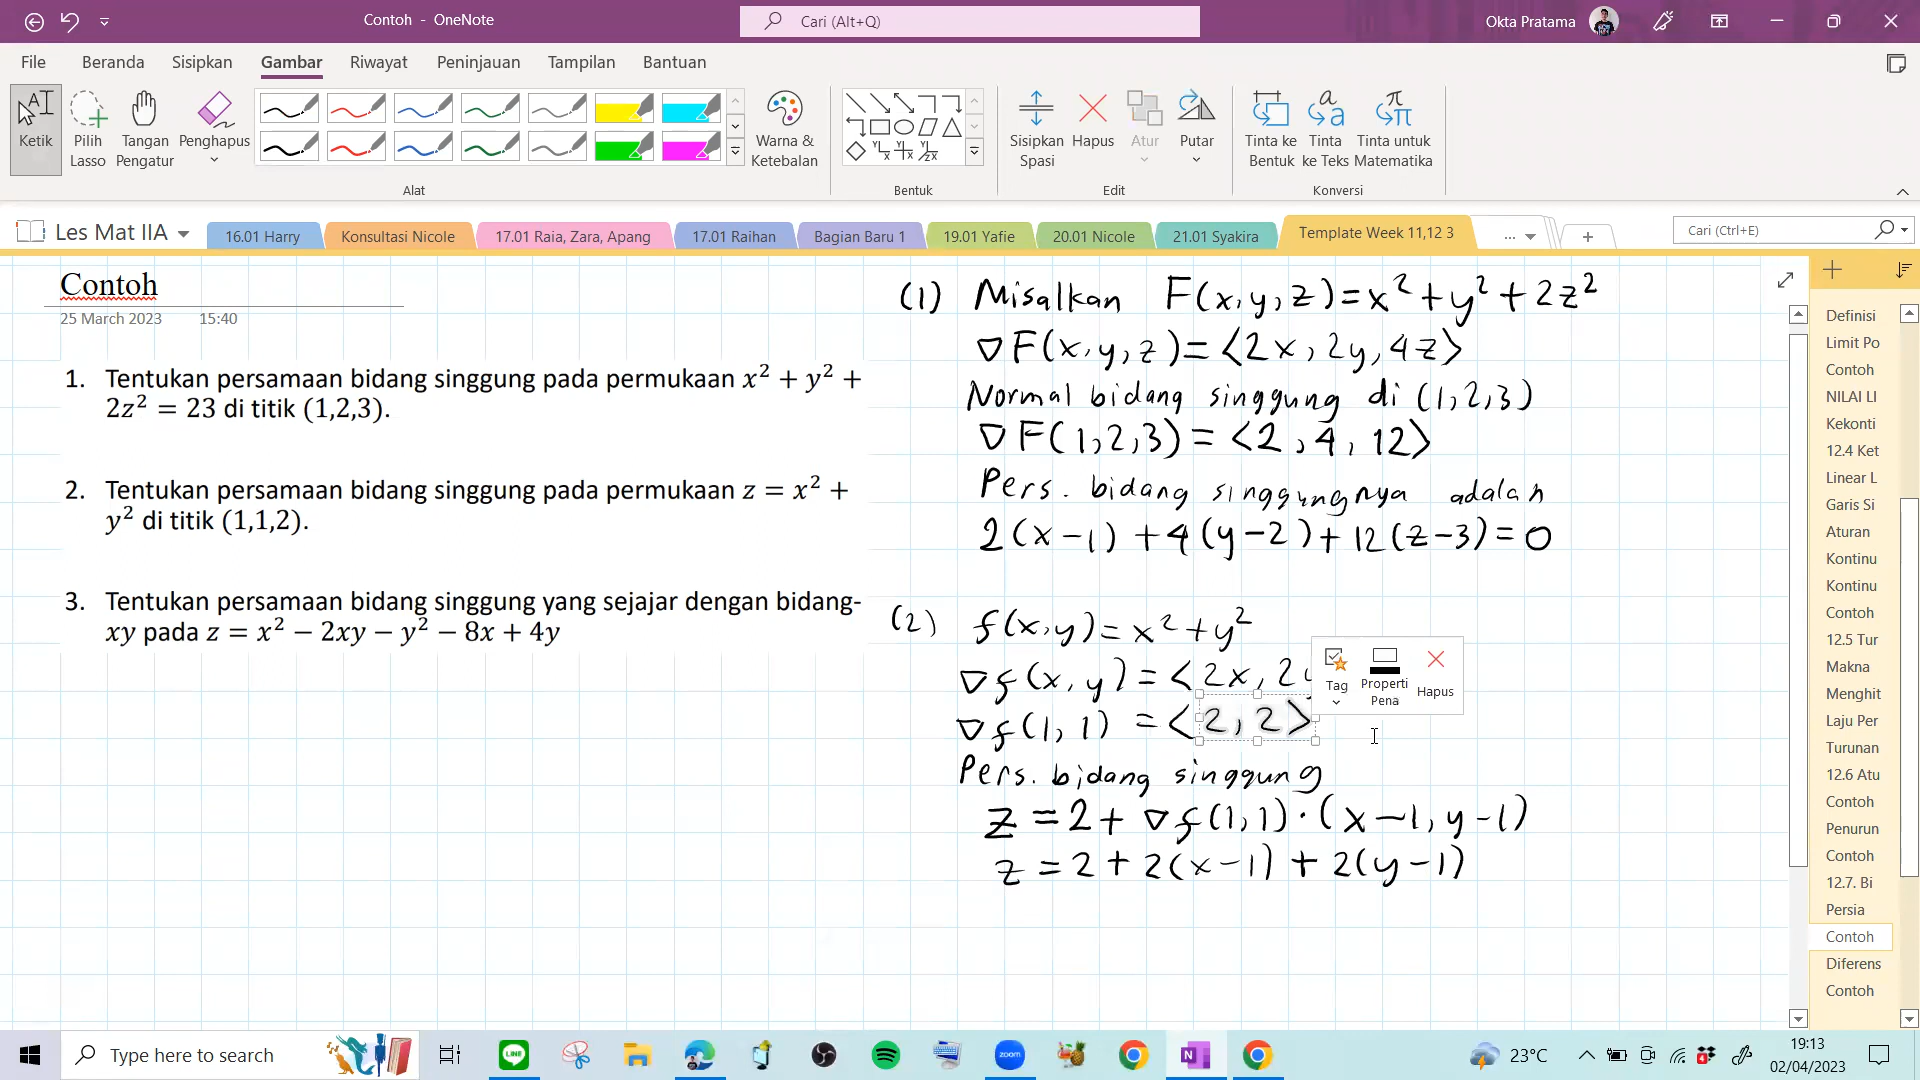 Contoh - OneNote
Cari (Alt+Q)
Okta Pratama
File Beranda Sisipkan Gambar Riwayat Peninjauan Tampilan Bantuan
Ketik
Pilih Lasso
Tangan Pengatur
Penghapus
Warna & Ketebalan
Sisipkan Spasi
Hapus
Atur
Putar
Tinta ke Bentuk
Tinta ke Teks
Tinta untuk Matematika
Alat
Bentuk
Edit
Konversi
Les Mat IIA
16.01 Harry
Konsultasi Nicole
17.01 Raia, Zara, Apang
17.01 Raihan
Bagian Baru 1
19.01 Yafie
20.01 Nicole
21.01 Syakira
Template Week 11,12 3
...
Cari (Ctrl+E)
Contoh
25 March 2023 15:40
1. Tentukan persamaan bidang singgung pada permukaan x² + y² +
2z² = 23 di titik (1,2,3).
2. Tentukan persamaan bidang singgung pada permukaan z = x² +
y² di titik (1,1,2).
3. Tentukan persamaan bidang singgung yang sejajar dengan bidang-
xy pada z = x² − 2xy − y² − 8x + 4y
(1) Misalkan F(x,y,z)=x²+y²+2z²
∇F(x,y,z)=<2x,2y,4z>
Normal bidang singgung di (1,2,3)
∇F(1,2,3)=<2,4,12>
Pers. bidang singgungnya adalah
2(x-1)+4(y-2)+12(z-3)=0
(2) f(x,y)=x²+y²
∇f(x,y)=<2x,2y
∇f(1,1)=<2,2>
Pers. bidang singgung
z=2+∇f(1,1)·(x-1,y-1)
z=2+2(x-1)+2(y-1)
Tag
Properti Pena
Hapus
Definisi
Limit Po
Contoh
NILAI LI
Kekonti
12.4 Ket
Linear L
Garis Si
Aturan
Kontinu
Kontinu
Contoh
12.5 Tur
Makna
Menghit
Laju Per
Turunan
12.6 Atu
Contoh
Penurun
Contoh
12.7. Bi
Persia
Contoh
Diferens
Contoh
Type here to search
LINE
zoom
23°C
19:13
02/04/2023